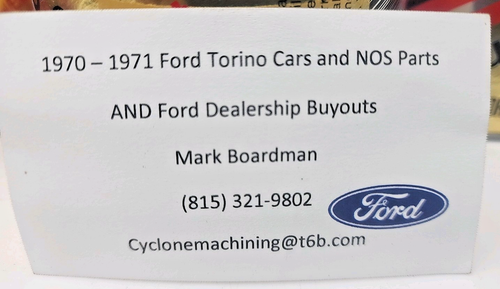 1970 – 1971 Ford Torino Cars and NOS Parts
AND Ford Dealership Buyouts
Mark Boardman
(815) 321-9802
Ford
Cyclonemachining@t6b.com